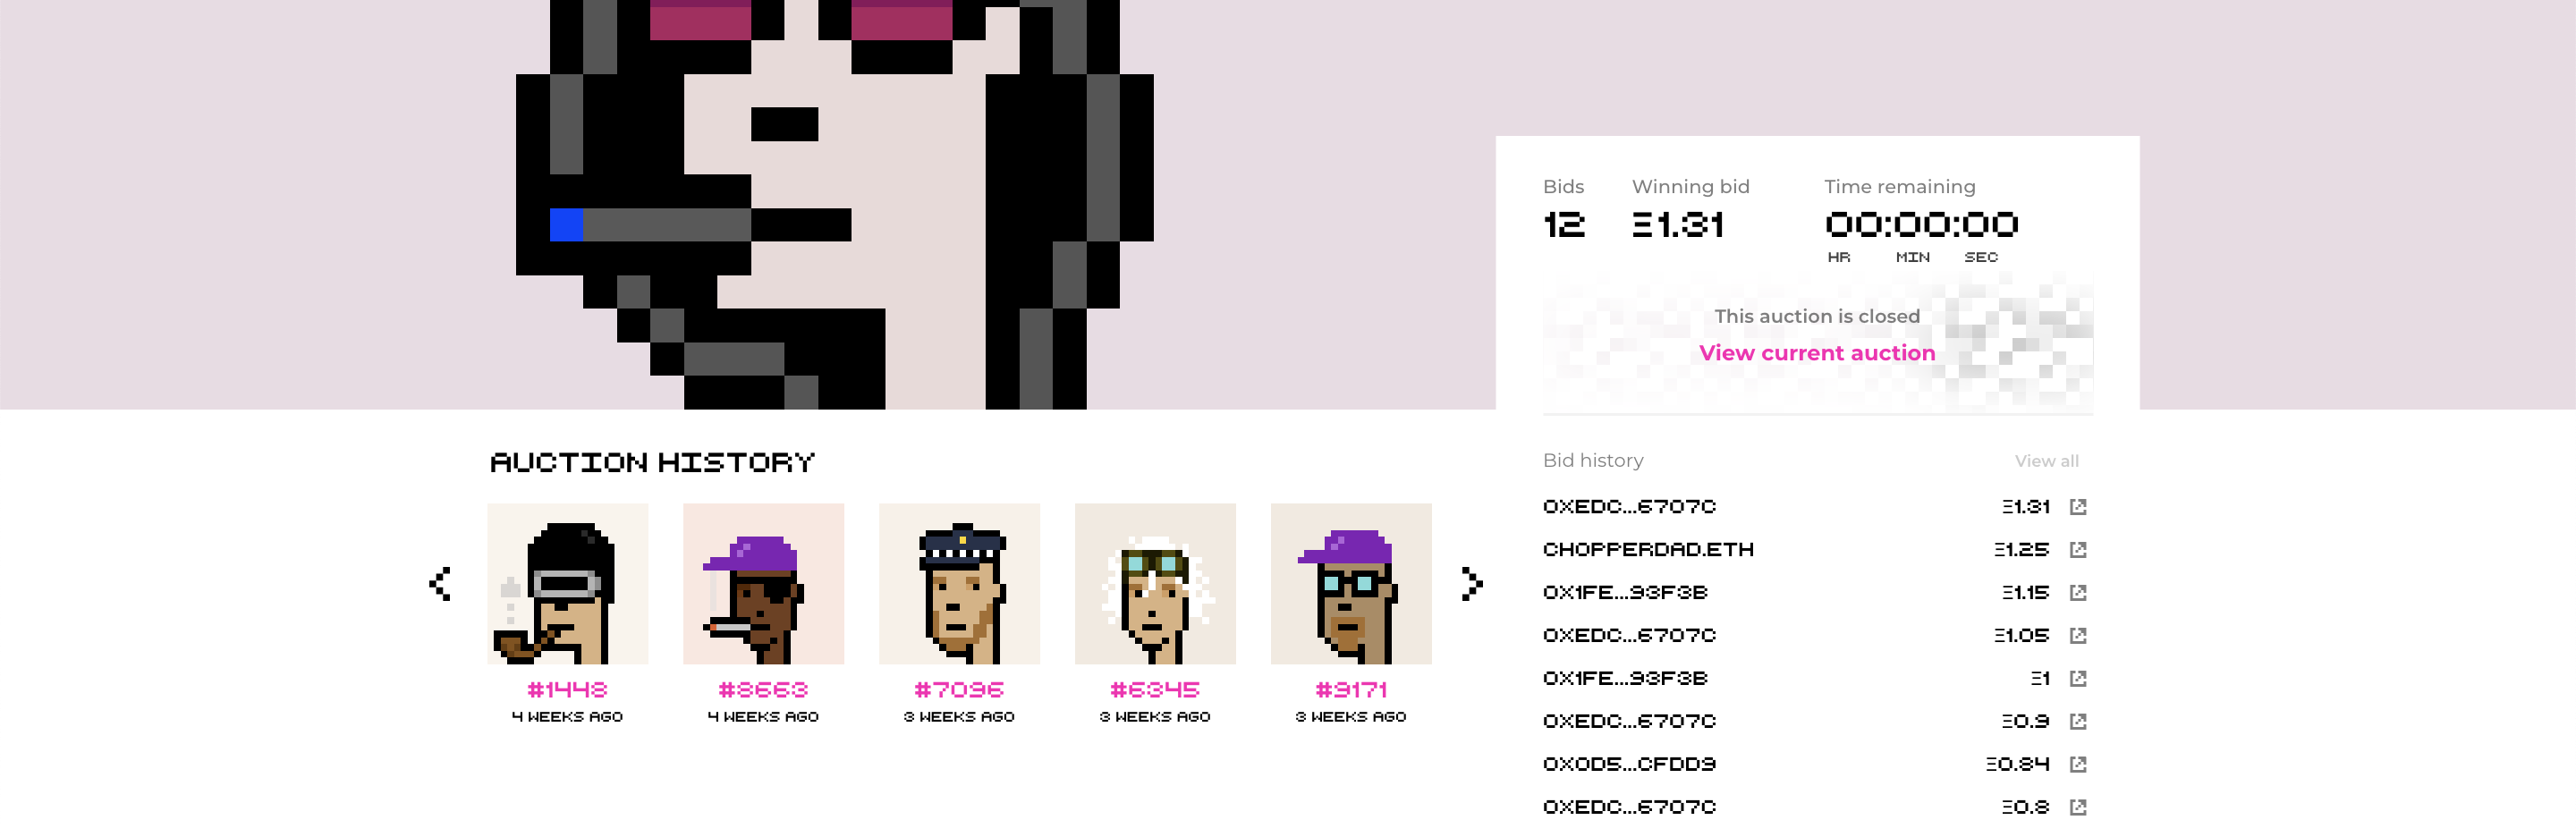 Bids Winning bid Time remaining
12 Ξ1.31 00:00:00
HR MIN SEC
This auction is closed
View current auction
AUCTION HISTORY
#1448 #8663 #7096 #6345 #9171
4 WEEKS AGO 4 WEEKS AGO 3 WEEKS AGO 3 WEEKS AGO 3 WEEKS AGO
Bid history View all
0XEDC...6707C Ξ1.31
CHOPPERDAD.ETH Ξ1.25
0X1FE...93F3B Ξ1.15
0XEDC...6707C Ξ1.05
0X1FE...93F3B Ξ1
0XEDC...6707C Ξ0.9
0X0D5...CFDD9 Ξ0.84
0XEDC...6707C Ξ0.8